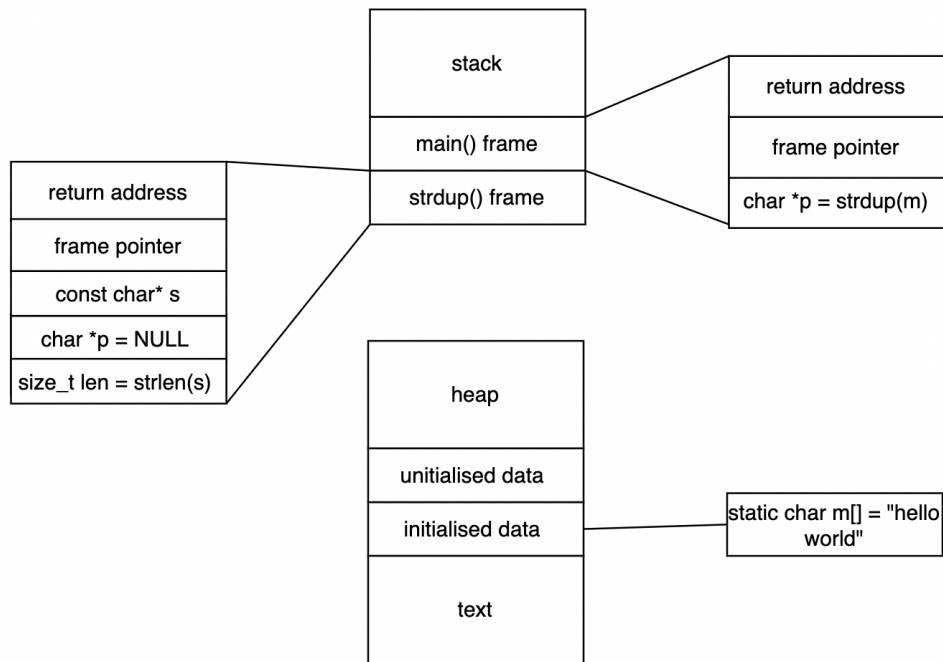 stack
main() frame
strdup() frame
return address
frame pointer
char *p = strdup(m)
return address
frame pointer
const char* s
char *p = NULL
size_t len = strlen(s)
heap
unitialised data
initialised data
text
static char m[] = "hello
world"